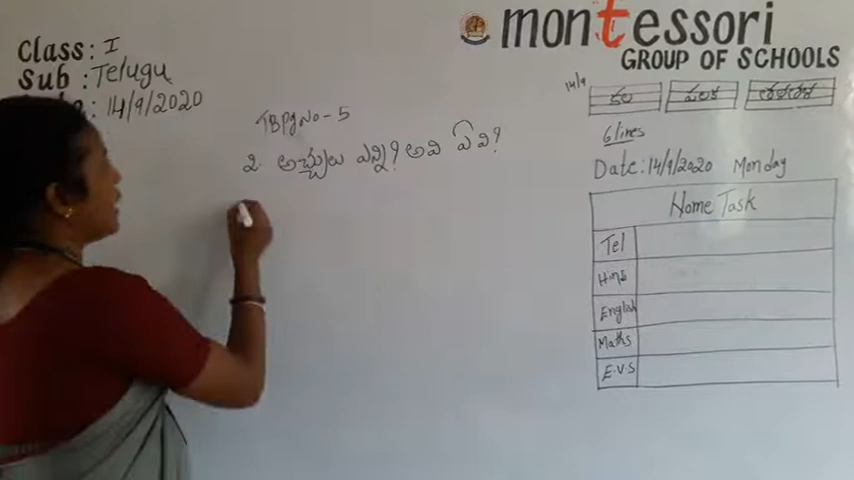 montessori
GROUP OF SCHOOLS
Class : I
Sub : Telugu
14/9/2020
TB Pg No - 5
2. అచ్చులు ఎన్ని? అవి ఏవి?
14/9
6 lines
Date: 14/9/2020 Monday
Home Task
Tel
Hindi
English
Maths
E.V.S